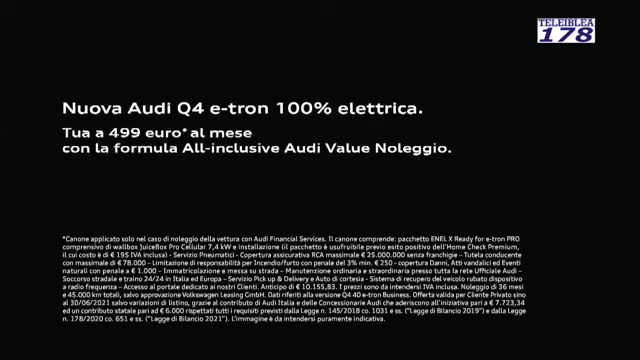 TELEIBLEA
178
Nuova Audi Q4 e-tron 100% elettrica.
Tua a 499 euro* al mese
con la formula All-inclusive Audi Value Noleggio.
*Canone applicato solo nel caso di noleggio della vettura con Audi Financial Services. Il canone comprende: pacchetto ENEL X Ready for e-tron PRO
comprensivo di wallbox JuiceBox Pro Cellular 7,4 kW e installazione (il pacchetto è usufruibile previo esito positivo dell'Home Check Premium,
il cui costo è di € 195 IVA inclusa) - Servizio Pneumatici - Copertura assicurativa RCA massimale € 25.000.000 senza franchigie – Tutela conducente
con massimale di € 78.000 – Limitazione di responsabilità per Incendio/furto con penale del 3% min. € 250 - copertura Danni, Atti vandalici ed Eventi
naturali con penale a € 1.000 – Immatricolazione e messa su strada – Manutenzione ordinaria e straordinaria presso tutta la rete Ufficiale Audi –
Soccorso stradale e traino 24/24 in Italia ed Europa - Servizio Pick up & Delivery e Auto di cortesia - Sistema di recupero del veicolo rubato dispositivo
a radio frequenza – Accesso al portale dedicato ai nostri Clienti. Anticipo di € 10.155,83. I prezzi sono da intendersi IVA inclusa. Noleggio di 36 mesi
e 45.000 km totali, salvo approvazione Volkswagen Leasing GmbH. Dati riferiti alla versione Q4 40 e-tron Business. Offerta valida per Cliente Privato sino
al 30/06/2021 salvo variazioni di listino, grazie al contributo di Audi Italia e delle Concessionarie Audi che aderiscono all'iniziativa pari a € 7.723,34
ed un contributo statale pari ad € 6.000 rispettati tutti i requisiti previsti dalla Legge n. 145/2018 co. 1031 e ss. ("Legge di Bilancio 2019") e dalla Legge
n. 178/2020 co. 651 e ss. ("Legge di Bilancio 2021"). L'immagine è da intendersi puramente indicativa.